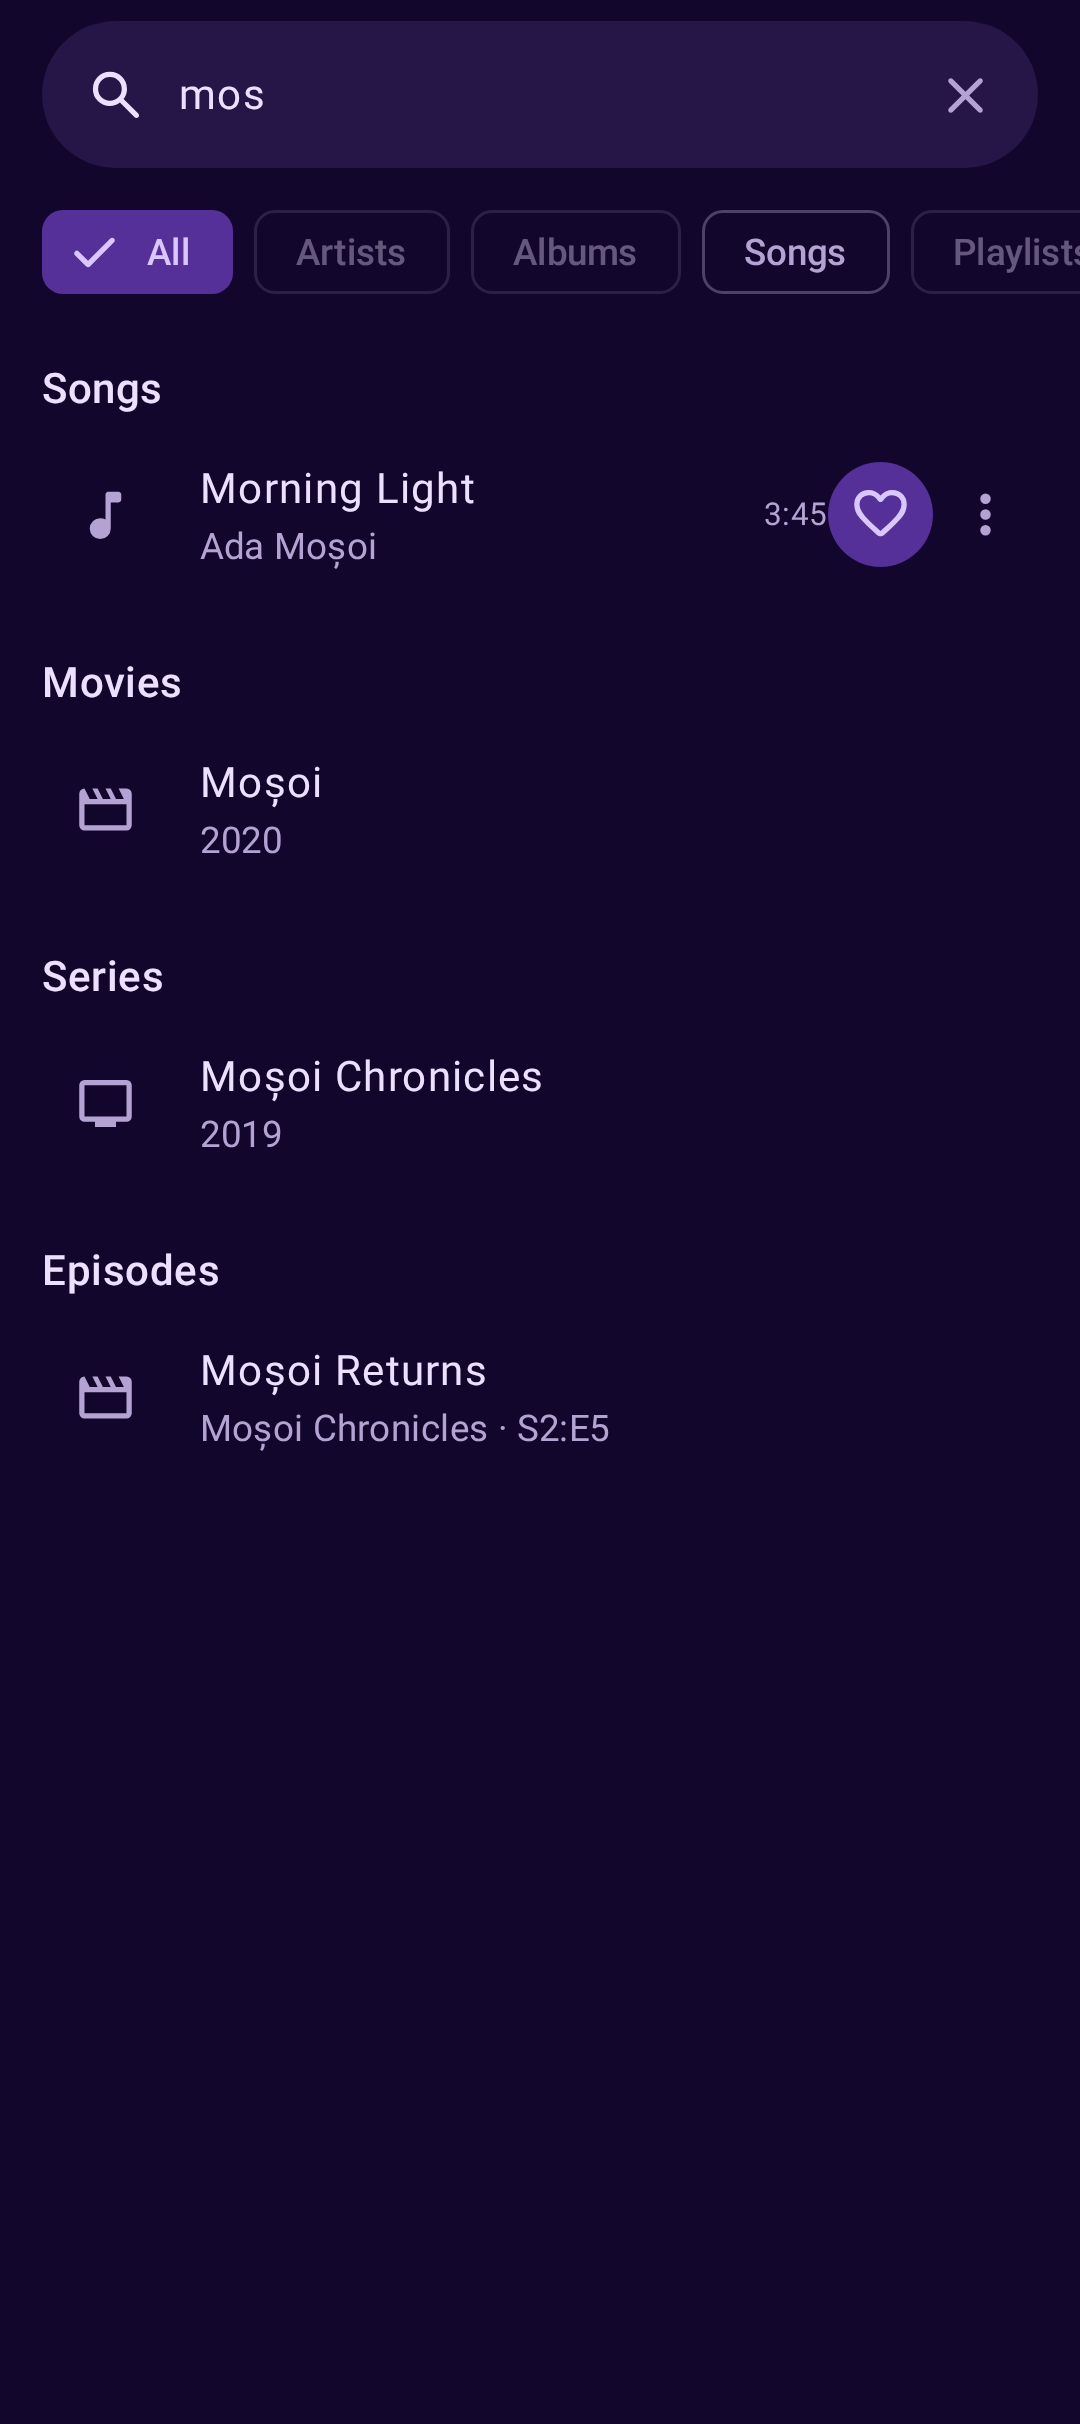 mos
All
Artists
Albums
Songs
Playlists
Songs
Morning Light
Ada Moșoi
3:45
Movies
Moșoi
2020
Series
Moșoi Chronicles
2019
Episodes
Moșoi Returns
Moșoi Chronicles · S2:E5